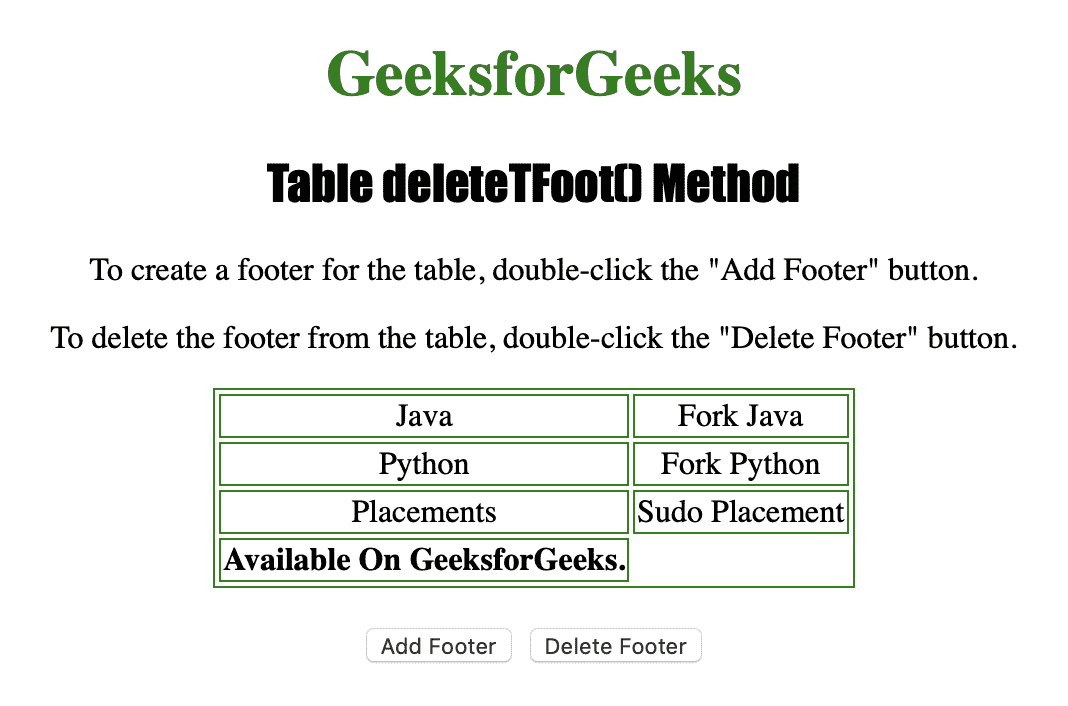 GeeksforGeeks
Table deleteTFoot() Method
To create a footer for the table, double-click the "Add Footer" button.
To delete the footer from the table, double-click the "Delete Footer" button.
Java Fork Java
Python Fork Python
Placements Sudo Placement
Available On GeeksforGeeks.
Add Footer Delete Footer